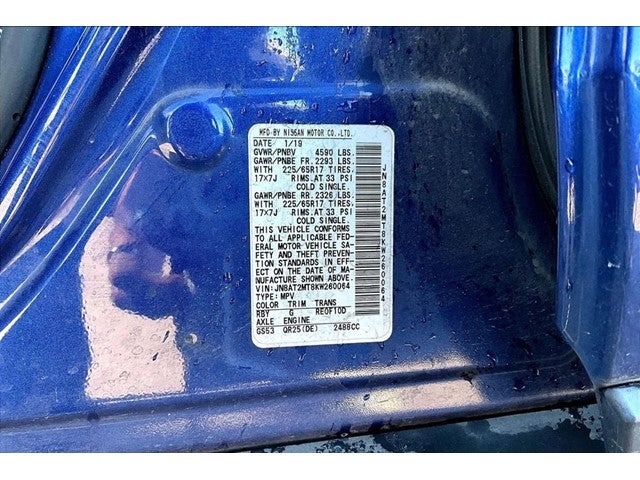 MFD BY NISSAN MOTOR CO.,LTD.
DATE 1/19
GVWR/PNBV 4590 LBS.
GAWR/PNBE FR. 2293 LBS.
WITH 225/65R17 TIRES,
17X7J RIMS.AT 33 PSI
COLD SINGLE.
GAWR/PNBE RR. 2326 LBS.
WITH 225/65R17 TIRES,
17X7J RIMS.AT 33 PSI
COLD SINGLE.
THIS VEHICLE CONFORMS
TO ALL APPLICABLE FED-
ERAL MOTOR VEHICLE SA-
FETY AND THEFT PREVEN-
TION STANDARDS IN EFF-
ECT ON THE DATE OF MA-
NUFACTURE SHOWN ABOVE.
VIN:JN8AT2MT8KW260064
TYPE:MPV
COLOR TRIM TRANS
RBY G RE0F10D
AXLE ENGINE
GS53 QR25(DE) 2488CC
JN8AT2MT8KW260064